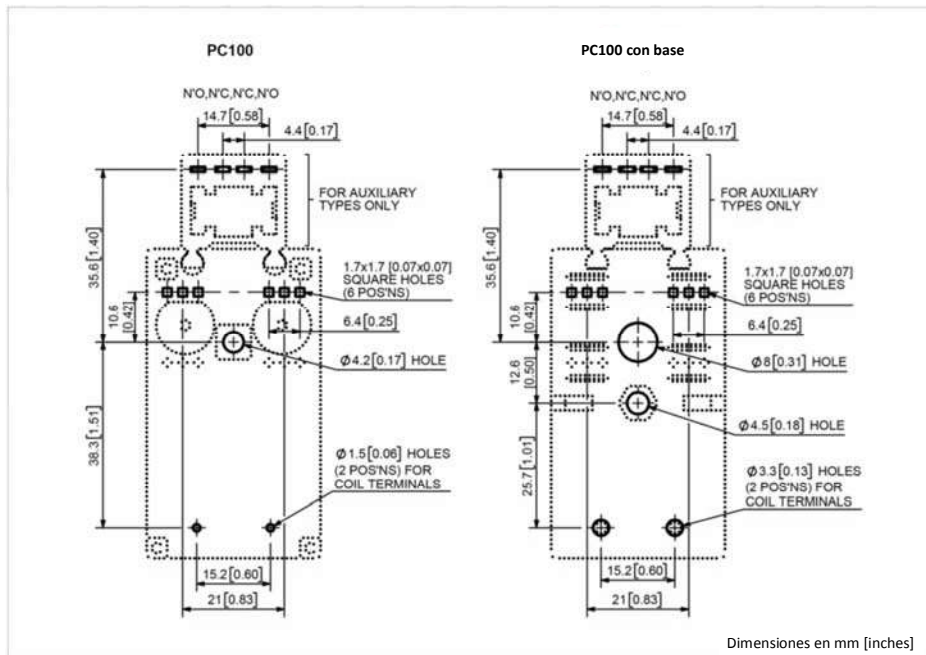 PC100
N'O,N'C,N'C,N'O
14.7[0.58]
4.4[0.17]
FOR AUXILIARY
TYPES ONLY
35.6[1.40]
1.7x1.7 [0.07x0.07]
SQUARE HOLES
(6 POS'NS)
10.6
[0.42]
6.4[0.25]
Ø4.2[0.17] HOLE
38.3[1.51]
Ø1.5[0.06] HOLES
(2 POS'NS) FOR
COIL TERMINALS
15.2[0.60]
21[0.83]
PC100 con base
N'O,N'C,N'C,N'O
14.7[0.58]
4.4[0.17]
FOR AUXILIARY
TYPES ONLY
35.6[1.40]
1.7x1.7 [0.07x0.07]
SQUARE HOLES
(6 POS'NS)
10.6
[0.42]
6.4[0.25]
Ø8[0.31] HOLE
12.6
[0.50]
Ø4.5[0.18] HOLE
25.7[1.01]
Ø3.3[0.13] HOLES
(2 POS'NS) FOR
COIL TERMINALS
15.2[0.60]
21[0.83]
Dimensiones en mm [inches]